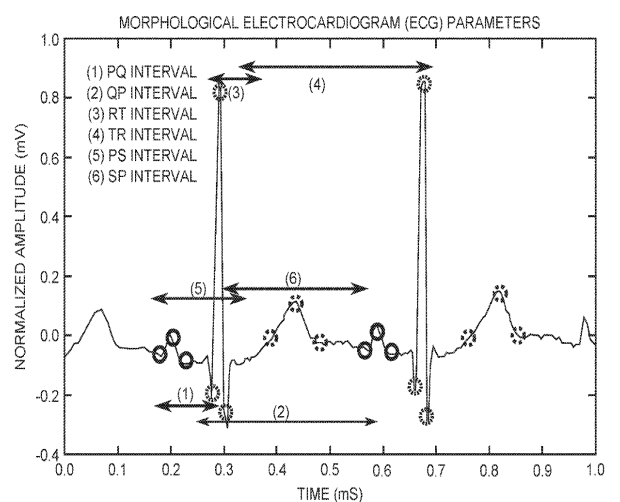 MORPHOLOGICAL ELECTROCARDIOGRAM (ECG) PARAMETERS
NORMALIZED AMPLITUDE (mV)
1.0
0.8
0.6
0.4
0.2
0.0
-0.2
-0.4
(1) PQ INTERVAL
(2) QP INTERVAL
(3) RT INTERVAL
(4) TR INTERVAL
(5) PS INTERVAL
(6) SP INTERVAL
(3)
(4)
(5)
(6)
(1)
(2)
0.0 0.1 0.2 0.3 0.4 0.5 0.6 0.7 0.8 0.9 1.0
TIME (mS)